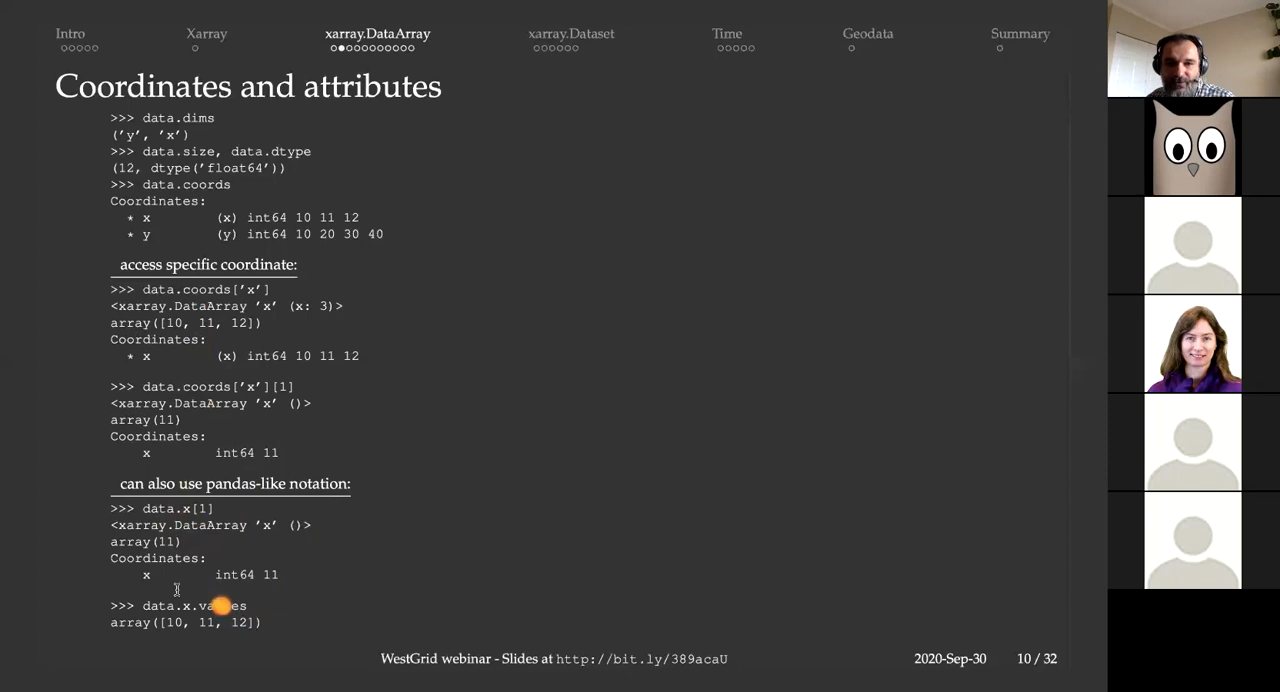 Intro Xarray xarray.DataArray xarray.Dataset Time Geodata Summary
Coordinates and attributes
>>> data.dims
('y', 'x')
>>> data.size, data.dtype
(12, dtype('float64'))
>>> data.coords
Coordinates:
* x (x) int64 10 11 12
* y (y) int64 10 20 30 40
access specific coordinate:
>>> data.coords['x']
<xarray.DataArray 'x' (x: 3)>
array([10, 11, 12])
Coordinates:
* x (x) int64 10 11 12
>>> data.coords['x'][1]
<xarray.DataArray 'x' ()>
array(11)
Coordinates:
x int64 11
can also use pandas-like notation:
>>> data.x[1]
<xarray.DataArray 'x' ()>
array(11)
Coordinates:
x int64 11
>>> data.x.values
array([10, 11, 12])
WestGrid webinar - Slides at http://bit.ly/389acaU 2020-Sep-30 10 / 32